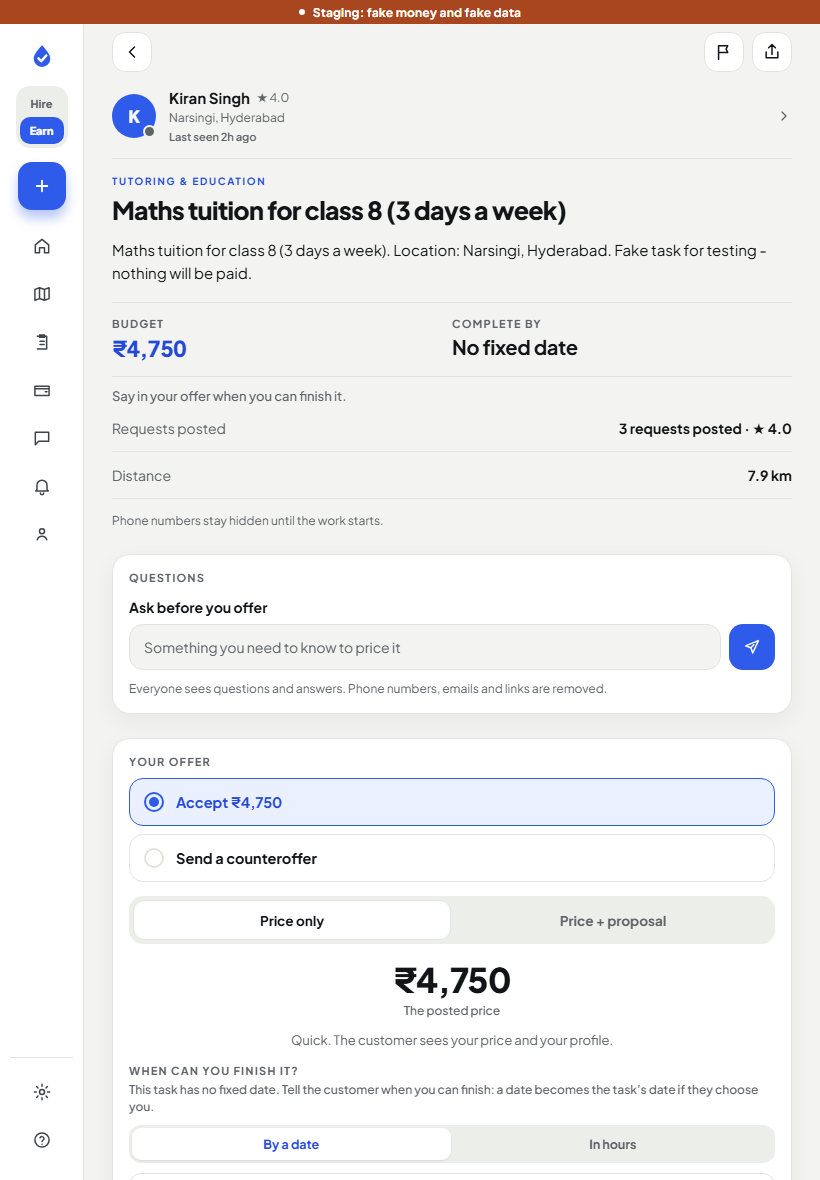 Staging: fake money and fake data
Hire
Earn
K
Kiran Singh ★ 4.0
Narsingi, Hyderabad
Last seen 2h ago
TUTORING & EDUCATION
Maths tuition for class 8 (3 days a week)
Maths tuition for class 8 (3 days a week). Location: Narsingi, Hyderabad. Fake task for testing -
nothing will be paid.
BUDGET
₹4,750
COMPLETE BY
No fixed date
Say in your offer when you can finish it.
Requests posted
3 requests posted · ★ 4.0
Distance
7.9 km
Phone numbers stay hidden until the work starts.
QUESTIONS
Ask before you offer
Something you need to know to price it
Everyone sees questions and answers. Phone numbers, emails and links are removed.
YOUR OFFER
Accept ₹4,750
Send a counteroffer
Price only
Price + proposal
₹4,750
The posted price
Quick. The customer sees your price and your profile.
WHEN CAN YOU FINISH IT?
This task has no fixed date. Tell the customer when you can finish: a date becomes the task's date if they choose
you.
By a date
In hours